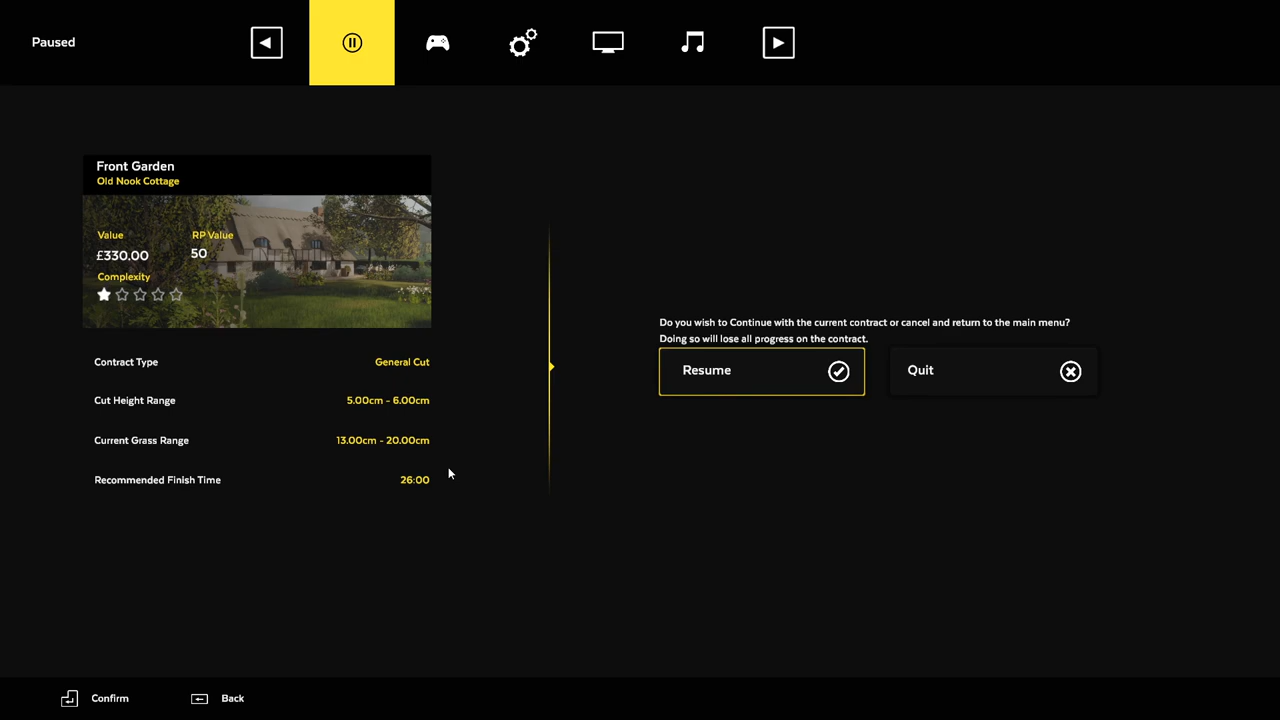 Paused
Front Garden
Old Nook Cottage
Value
RP Value
£330.00
50
Complexity
Contract Type
General Cut
Cut Height Range
5.00cm - 6.00cm
Current Grass Range
13.00cm - 20.00cm
Recommended Finish Time
26:00
Do you wish to Continue with the current contract or cancel and return to the main menu?
Doing so will lose all progress on the contract.
Resume
Quit
Confirm
Back